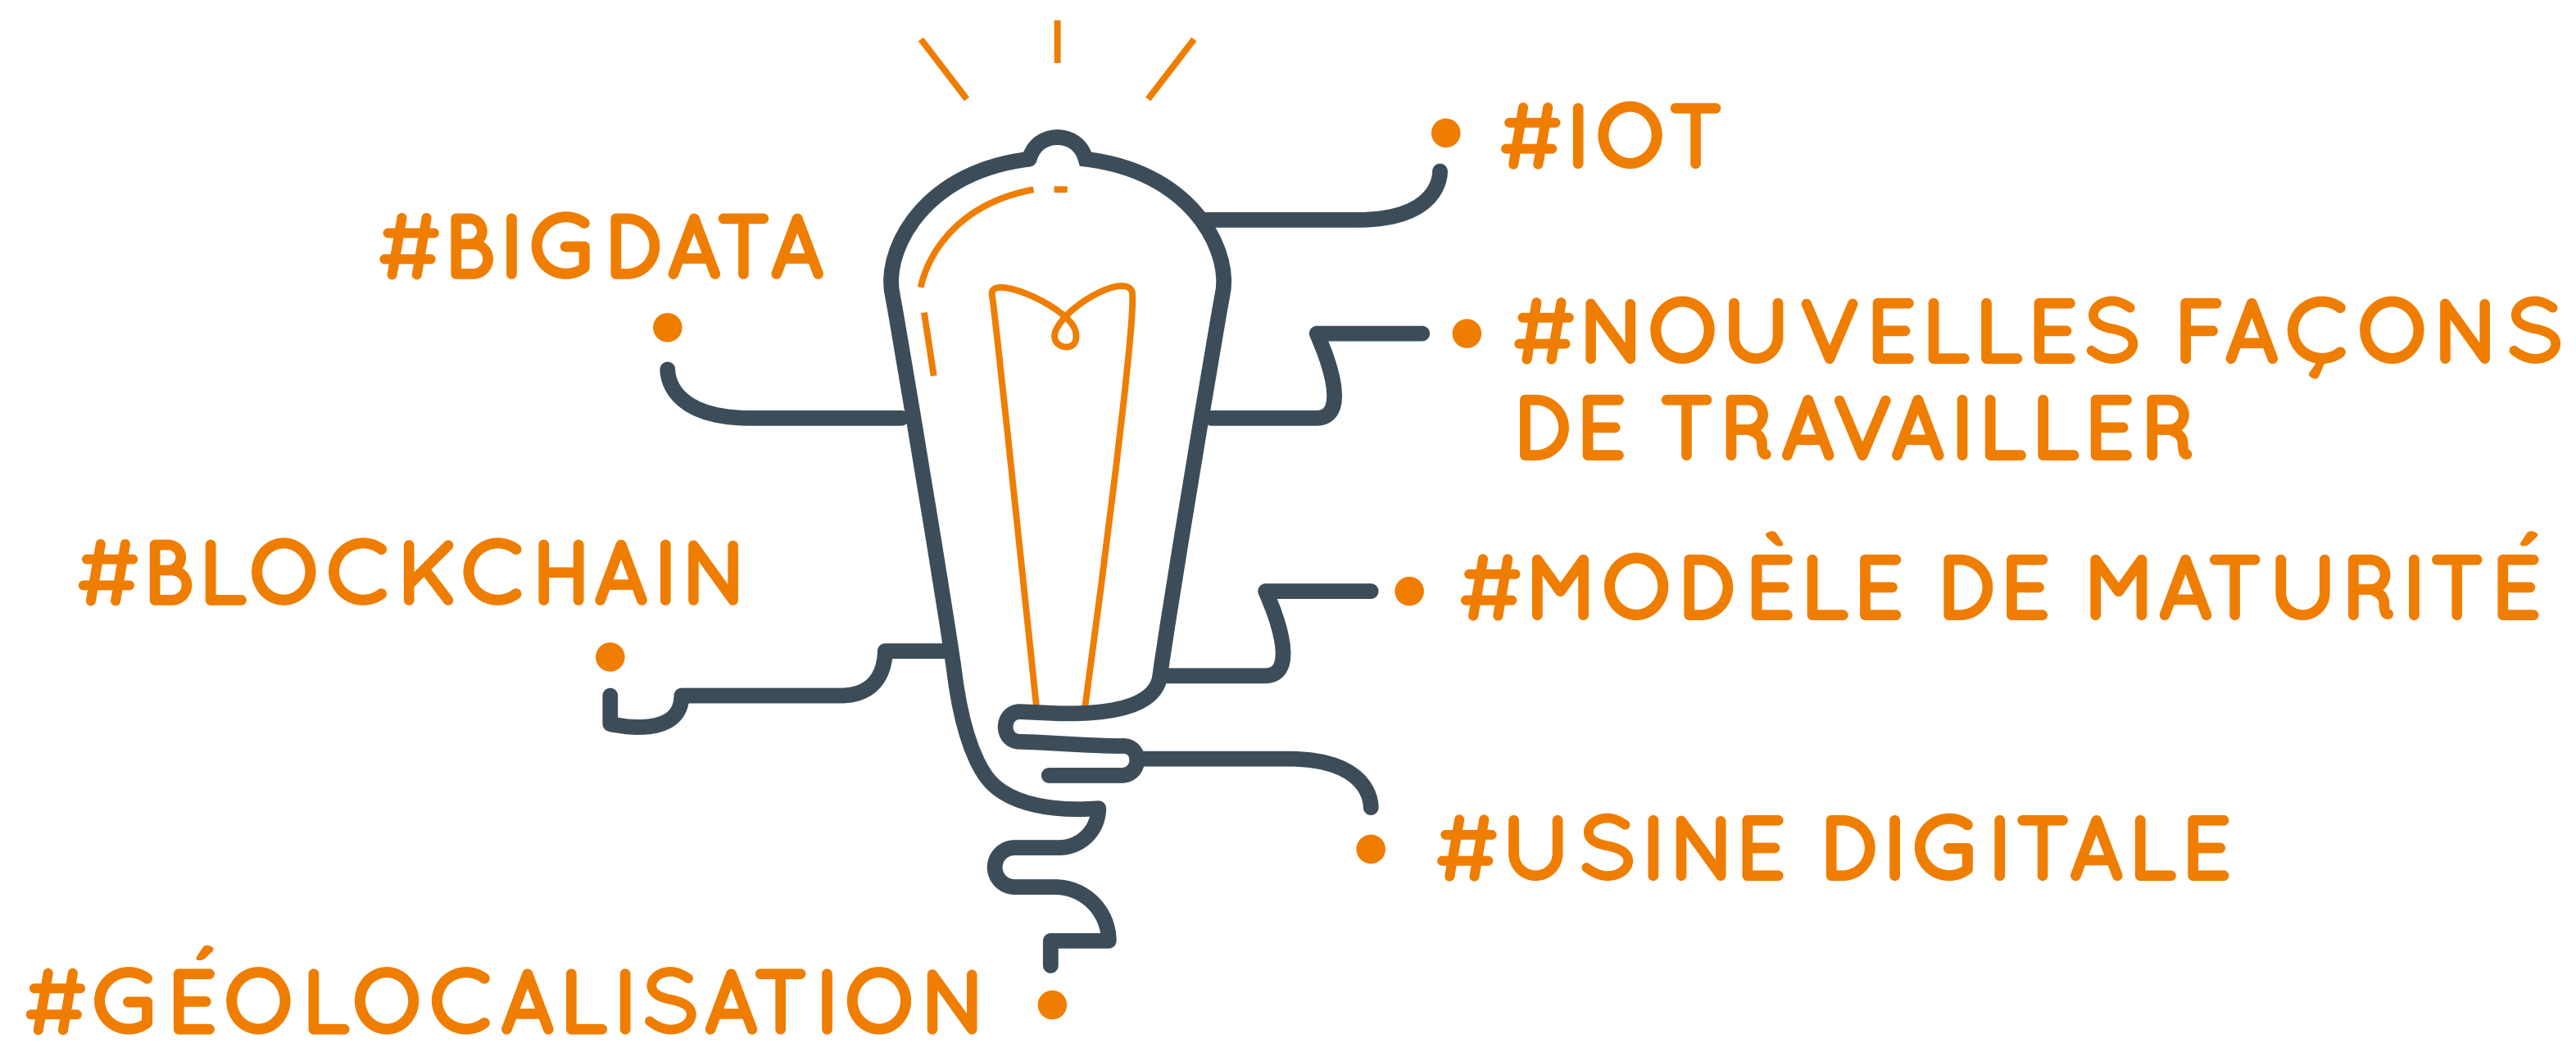 #IOT
#BIGDATA
#NOUVELLES FAÇONS
DE TRAVAILLER
#BLOCKCHAIN
#MODÈLE DE MATURITÉ
#USINE DIGITALE
#GÉOLOCALISATION